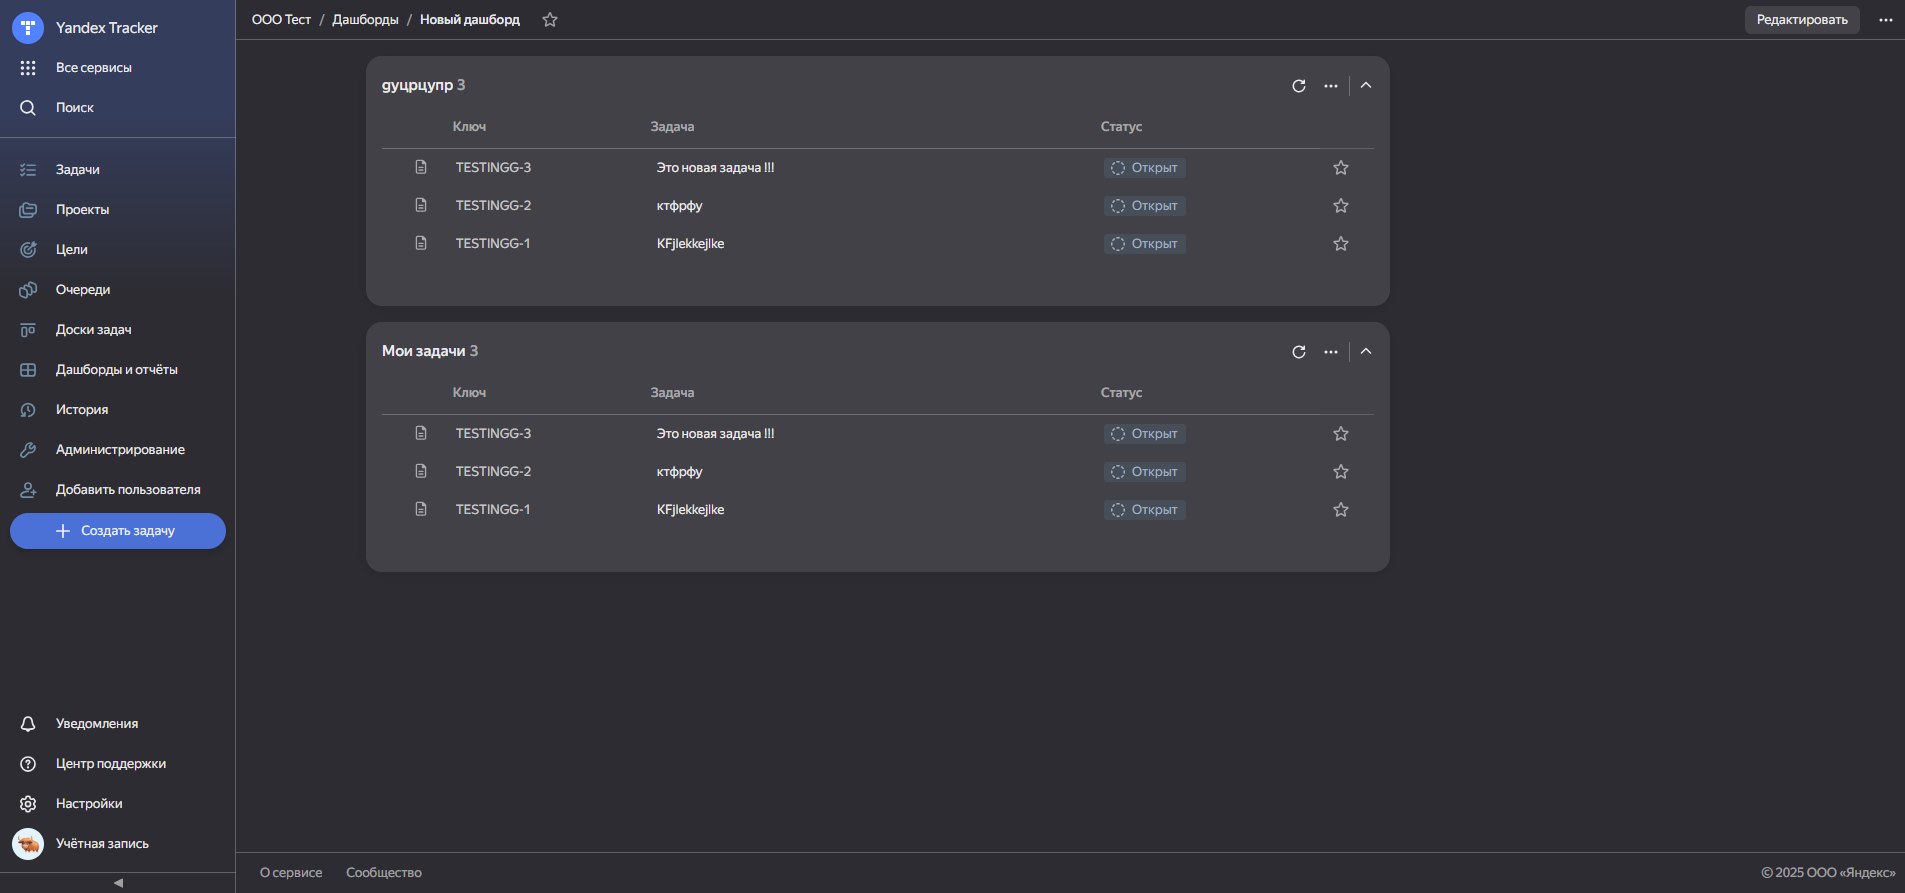 Yandex Tracker
Все сервисы
Поиск
Задачи
Проекты
Цели
Очереди
Доски задач
Дашборды и отчёты
История
Администрирование
Добавить пользователя
Создать задачу
Уведомления
Центр поддержки
Настройки
Учётная запись
ООО Тест / Дашборды / Новый дашборд
Редактировать
дуцрцупр 3
Ключ Задача Статус
TESTINGG-3 Это новая задача !!! Открыт
TESTINGG-2 ктфрфу Открыт
TESTINGG-1 KFjlekkejlke Открыт
Мои задачи 3
Ключ Задача Статус
TESTINGG-3 Это новая задача !!! Открыт
TESTINGG-2 ктфрфу Открыт
TESTINGG-1 KFjlekkejlke Открыт
О сервисе Сообщество
© 2025 ООО «Яндекс»